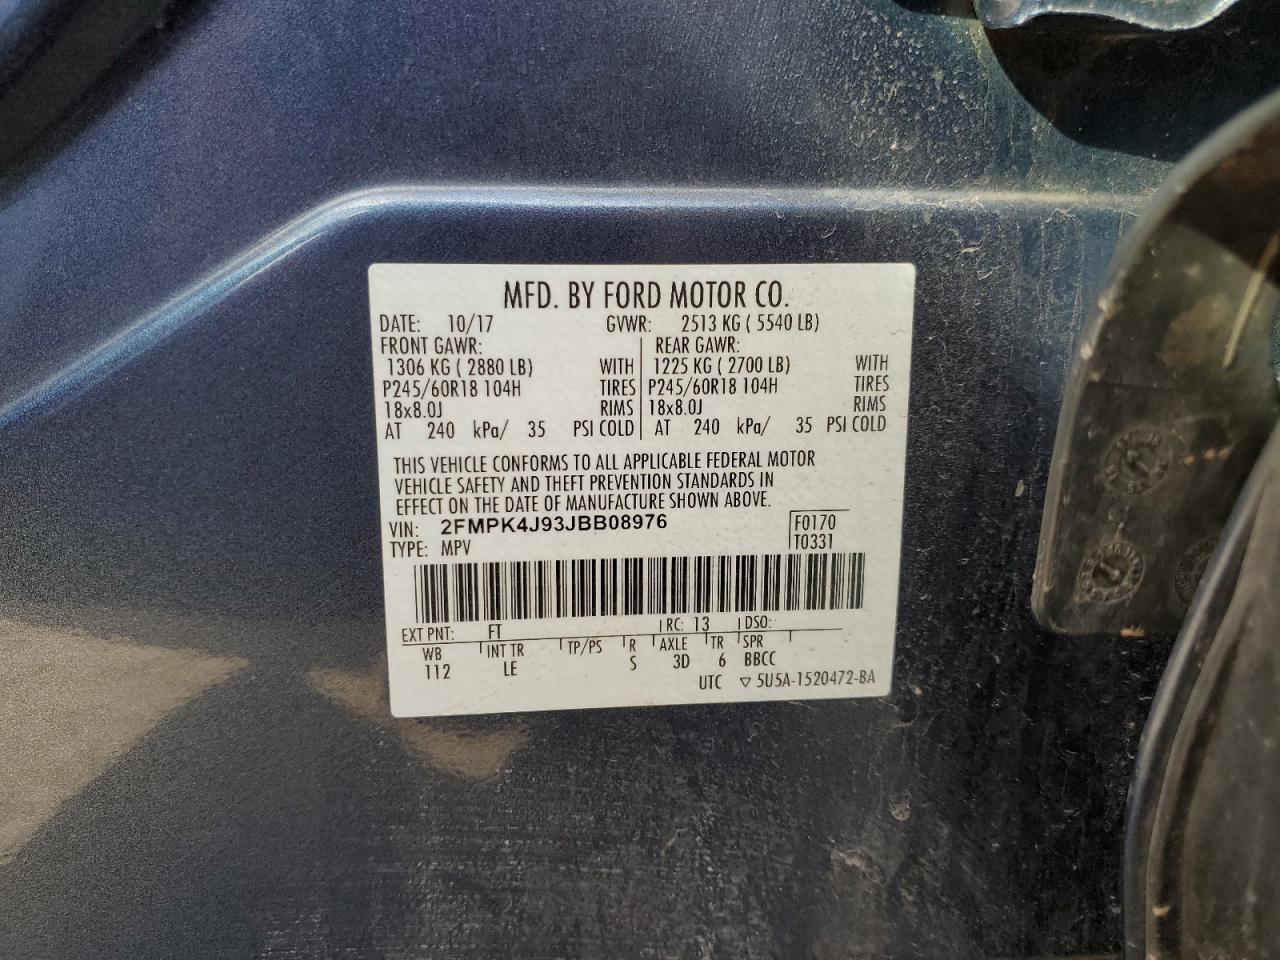 MFD. BY FORD MOTOR CO.
DATE: 10/17 GVWR: 2513 KG ( 5540 LB)
FRONT GAWR: REAR GAWR:
1306 KG ( 2880 LB) WITH 1225 KG ( 2700 LB) WITH
P245/60R18 104H TIRES P245/60R18 104H TIRES
18x8.0J RIMS 18x8.0J RIMS
AT 240 kPa/ 35 PSI COLD AT 240 kPa/ 35 PSI COLD
THIS VEHICLE CONFORMS TO ALL APPLICABLE FEDERAL MOTOR
VEHICLE SAFETY AND THEFT PREVENTION STANDARDS IN
EFFECT ON THE DATE OF MANUFACTURE SHOWN ABOVE.
VIN: 2FMPK4J93JBB08976 F0170
TYPE: MPV T0331
EXT PNT: FT RC: 13 DSO:
WB INT TR TP/PS R AXLE TR SPR
112 LE S 3D 6 BBCC
UTC ▽ 5U5A-1520472-BA